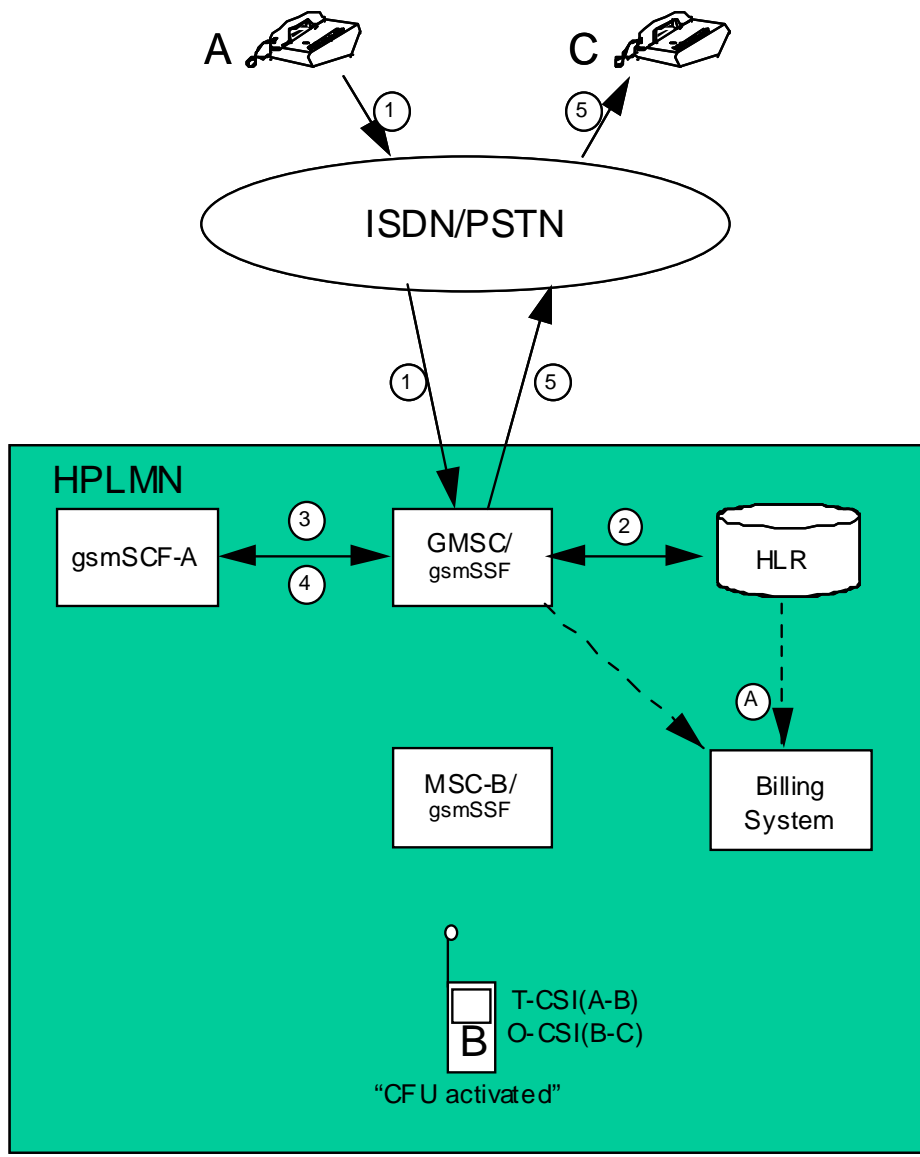 A
C
1
5
ISDN/PSTN
1
5
HPLMN
gsmSCF-A
3
4
GMSC/
gsmSSF
2
HLR
A
MSC-B/
gsmSSF
Billing
System
T-CSI(A-B)
O-CSI(B-C)
B
“CFU activated”